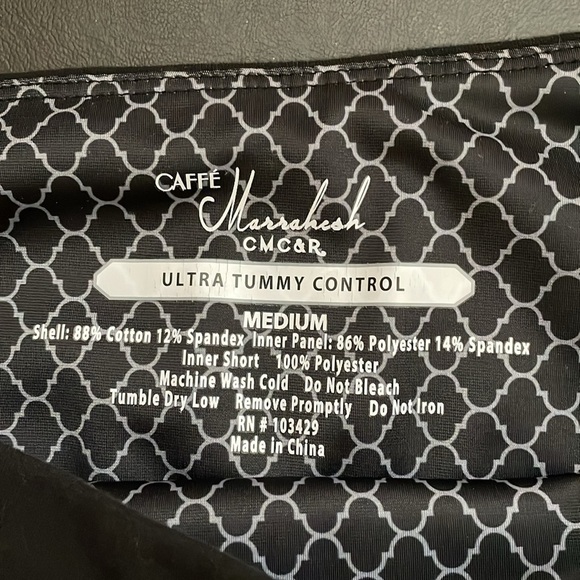 CAFFÉ
Marrakesh
CMC&R
ULTRA TUMMY CONTROL
MEDIUM
Shell: 88% Cotton 12% Spandex Inner Panel: 86% Polyester 14% Spandex
Inner Short 100% Polyester
Machine Wash Cold Do Not Bleach
Tumble Dry Low Remove Promptly Do Not Iron
RN # 103429
Made in China